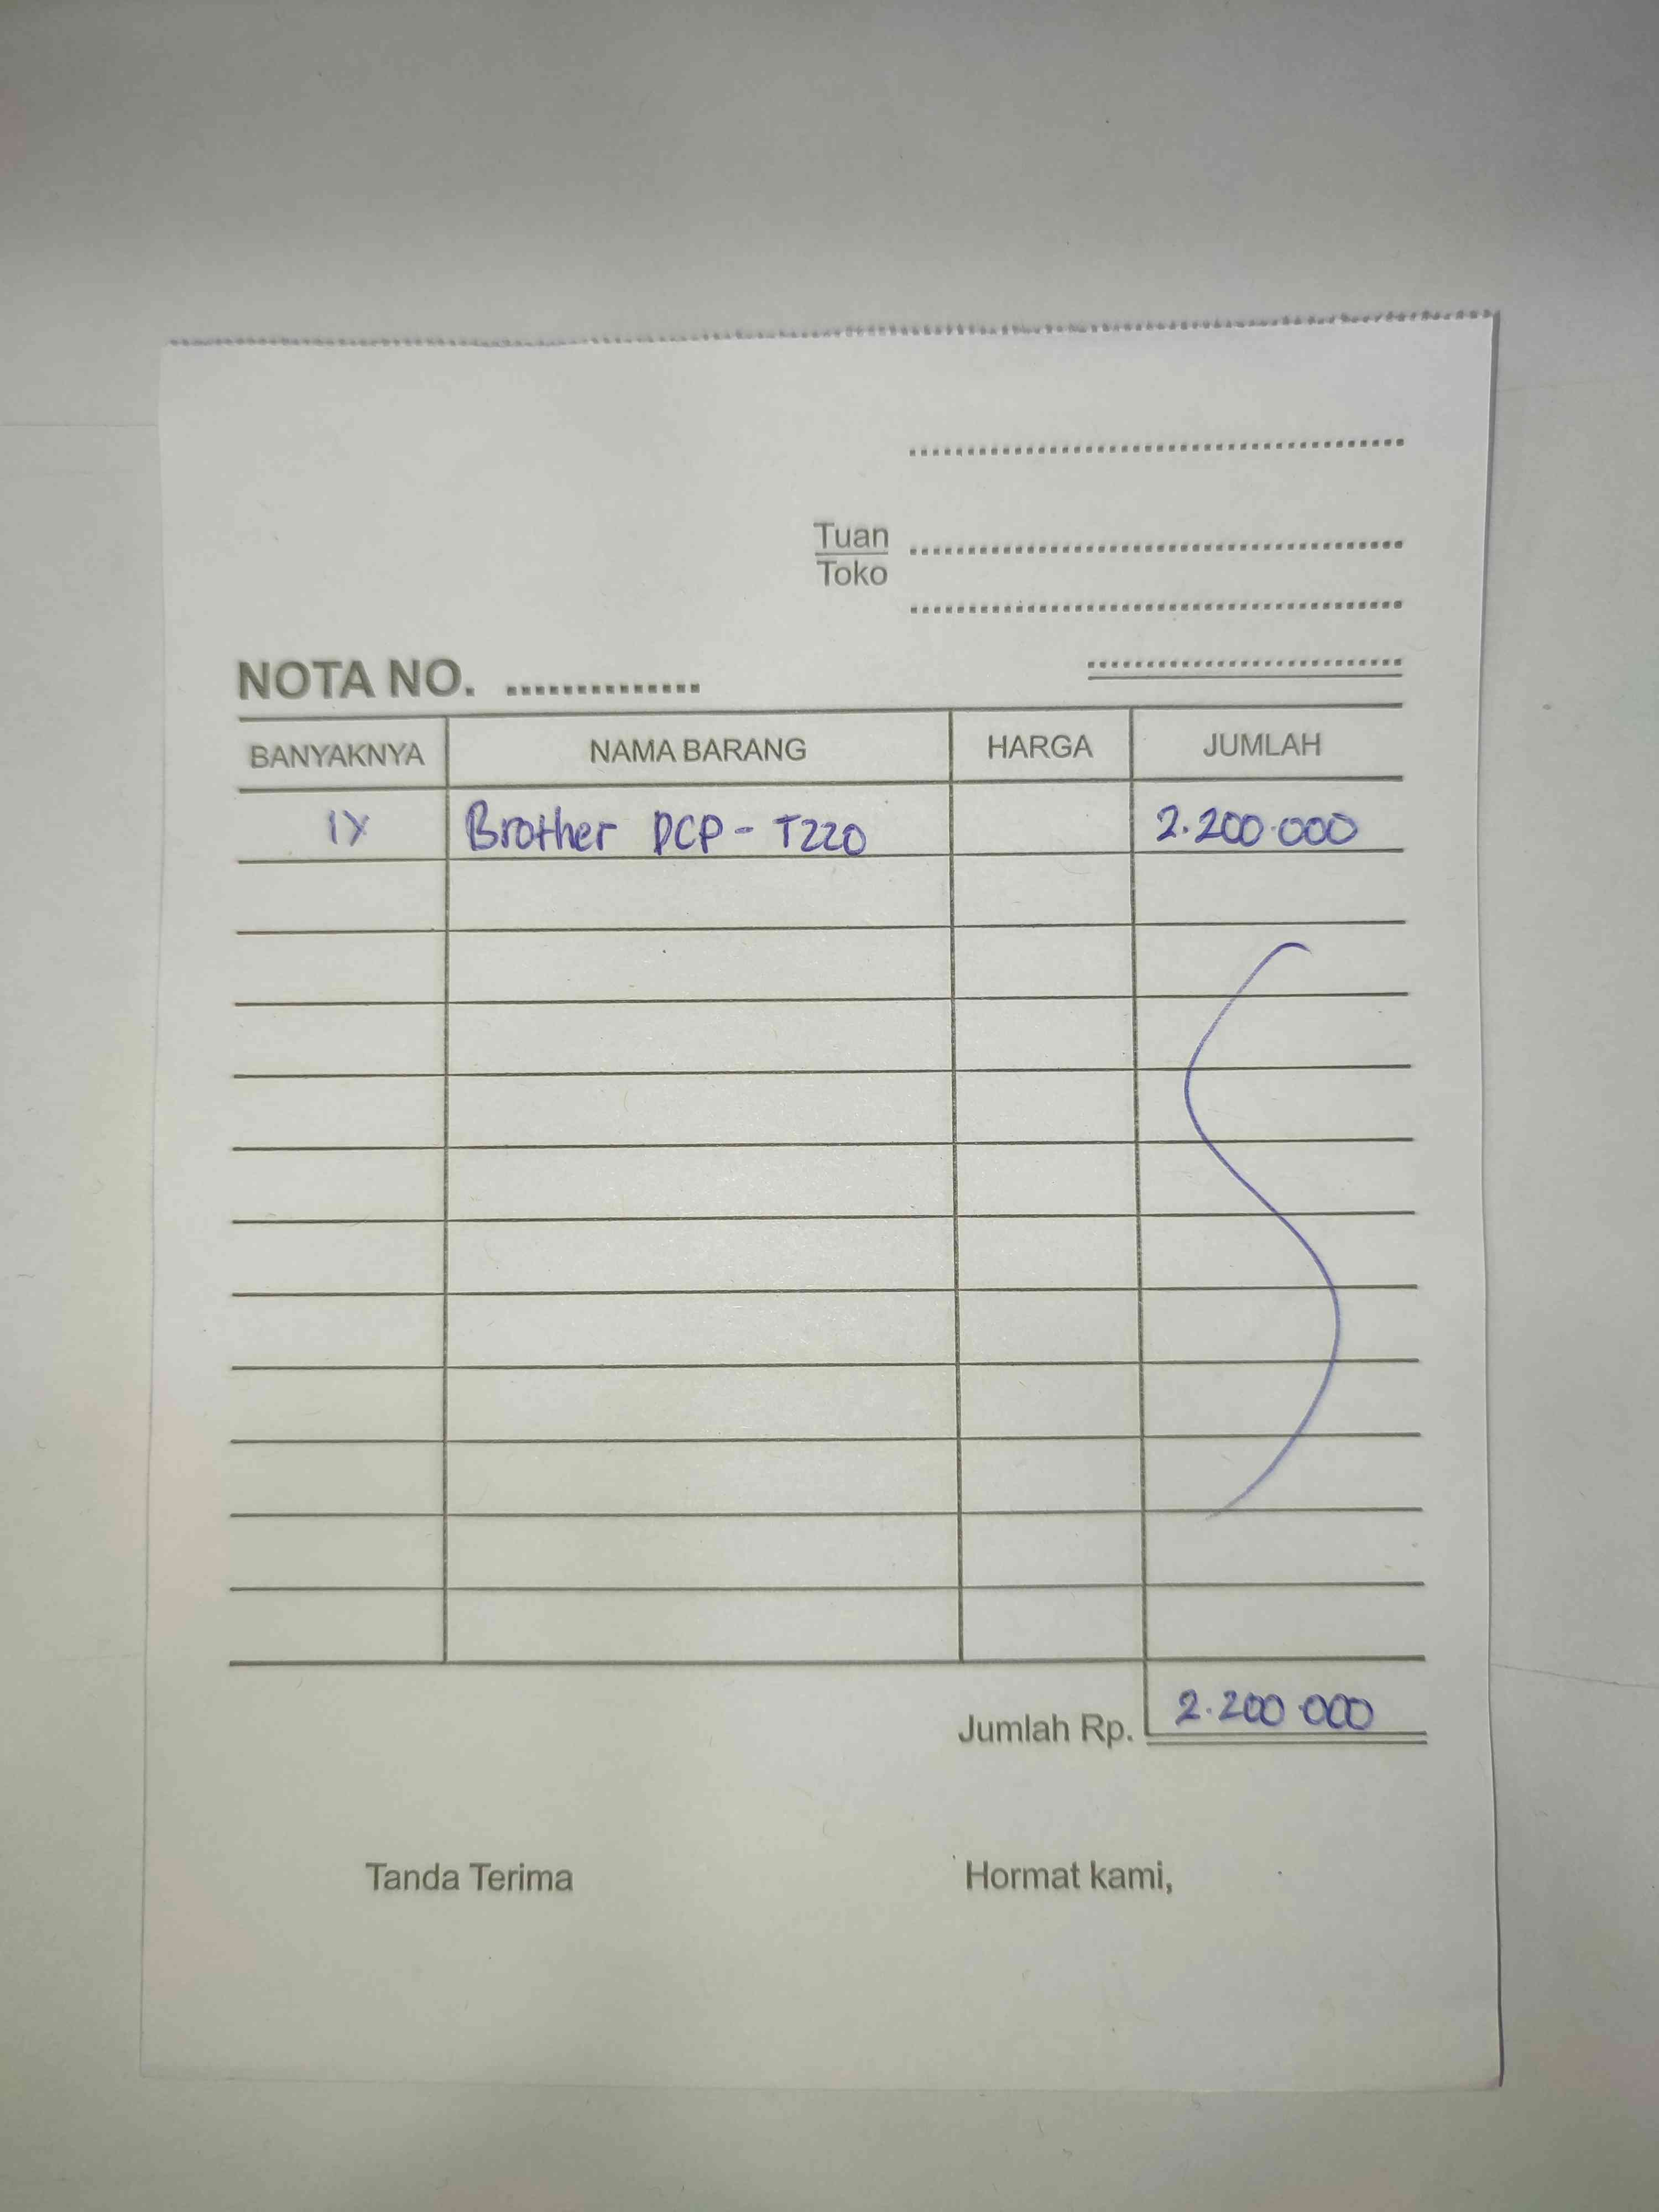 Tuan
Toko
NOTA NO. ..............
BANYAKNYA NAMA BARANG HARGA JUMLAH
1X Brother DCP - T220 2.200.000
Jumlah Rp. 2.200.000
Tanda Terima Hormat kami,